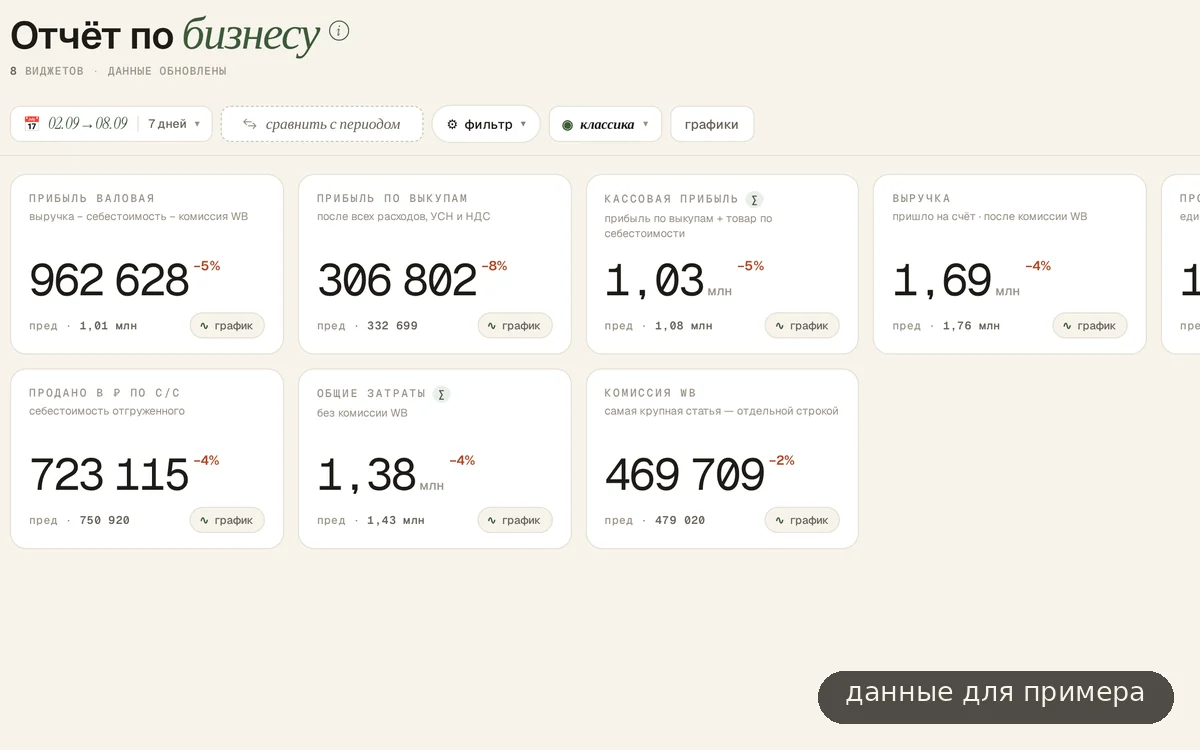 Отчёт по бизнесу i
8 ВИДЖЕТОВ · ДАННЫЕ ОБНОВЛЕНЫ
02.09→08.09 7 дней ▾ сравнить с периодом фильтр ▾ классика ▾ графики
ПРИБЫЛЬ ВАЛОВАЯ
выручка – себестоимость – комиссия WB
962 628 –5%
пред · 1,01 млн
∿ график
ПРИБЫЛЬ ПО ВЫКУПАМ
после всех расходов, УСН и НДС
306 802 –8%
пред · 332 699
∿ график
КАССОВАЯ ПРИБЫЛЬ ∑
прибыль по выкупам + товар по
себестоимости
1,03 млн –5%
пред · 1,08 млн
∿ график
ВЫРУЧКА
пришло на счёт · после комиссии WB
1,69 млн –4%
пред · 1,76 млн
∿ график
ПРО
еди
1
пре
ПРОДАНО В ₽ ПО С/С
себестоимость отгруженного
723 115 –4%
пред · 750 920
∿ график
ОБЩИЕ ЗАТРАТЫ ∑
без комиссии WB
1,38 млн –4%
пред · 1,43 млн
∿ график
КОМИССИЯ WB
самая крупная статья — отдельной строкой
469 709 –2%
пред · 479 020
∿ график
данные для примера